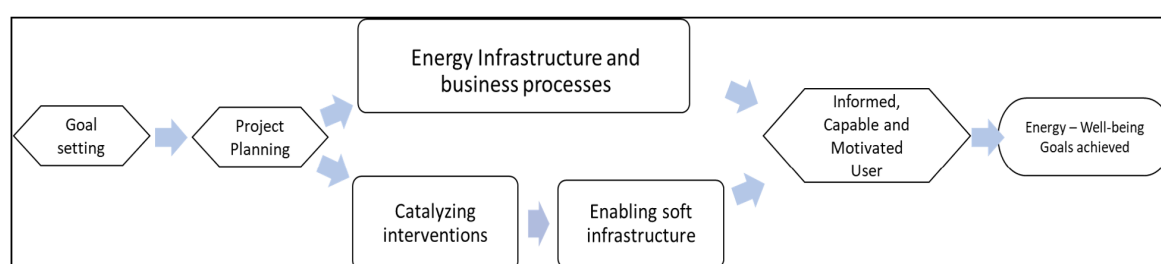 Goal
setting
Project
Planning
Energy Infrastructure and
business processes
Catalyzing
interventions
Enabling soft
infrastructure
Informed,
Capable and
Motivated
User
Energy – Well-being
Goals achieved